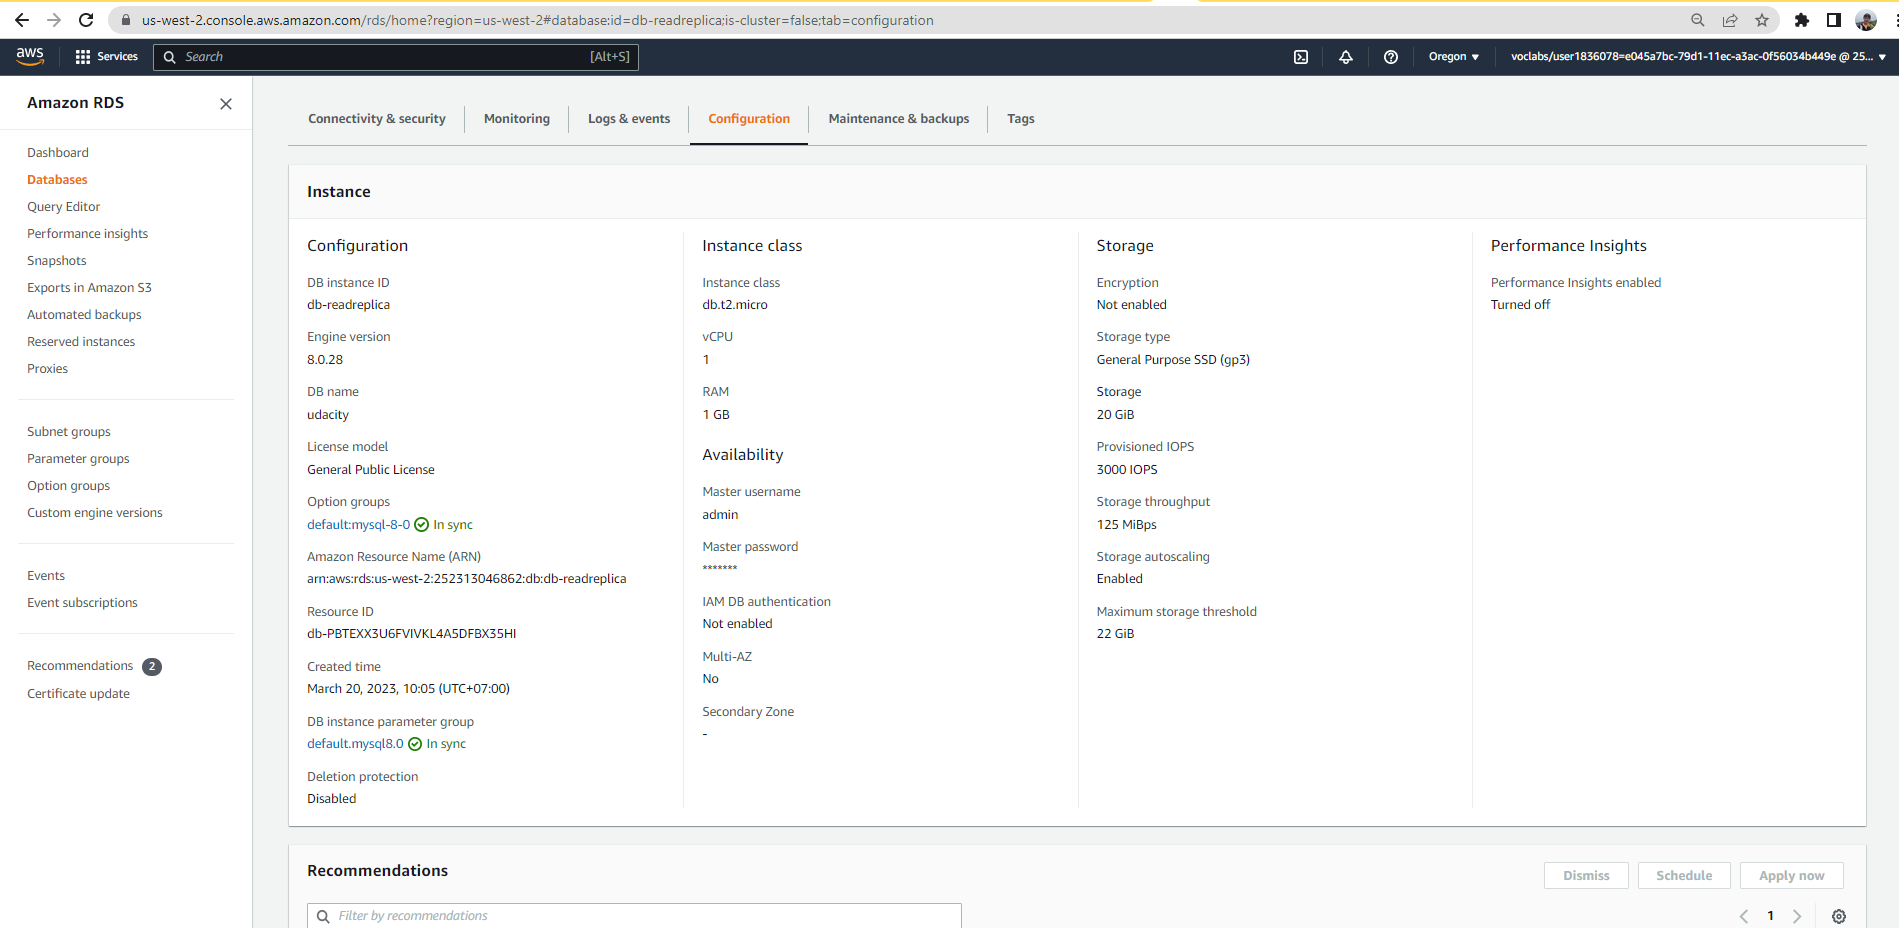 us-west-2.console.aws.amazon.com/rds/home?region=us-west-2#database:id=db-readreplica;is-cluster=false;tab=configuration
aws
Services
Search
[Alt+S]
Oregon
voclabs/user1836078=e045a7bc-79d1-11ec-a3ac-0f56034b449e @ 25...
Amazon RDS
Dashboard
Databases
Query Editor
Performance insights
Snapshots
Exports in Amazon S3
Automated backups
Reserved instances
Proxies
Subnet groups
Parameter groups
Option groups
Custom engine versions
Events
Event subscriptions
Recommendations 2
Certificate update
Connectivity & security
Monitoring
Logs & events
Configuration
Maintenance & backups
Tags
Instance
Configuration
DB instance ID
db-readreplica
Engine version
8.0.28
DB name
udacity
License model
General Public License
Option groups
default:mysql-8-0 In sync
Amazon Resource Name (ARN)
arn:aws:rds:us-west-2:252313046862:db:db-readreplica
Resource ID
db-PBTEXX3U6FVIVKL4A5DFBX35HI
Created time
March 20, 2023, 10:05 (UTC+07:00)
DB instance parameter group
default.mysql8.0 In sync
Deletion protection
Disabled
Instance class
Instance class
db.t2.micro
vCPU
1
RAM
1 GB
Availability
Master username
admin
Master password
*******
IAM DB authentication
Not enabled
Multi-AZ
No
Secondary Zone
-
Storage
Encryption
Not enabled
Storage type
General Purpose SSD (gp3)
Storage
20 GiB
Provisioned IOPS
3000 IOPS
Storage throughput
125 MiBps
Storage autoscaling
Enabled
Maximum storage threshold
22 GiB
Performance Insights
Performance Insights enabled
Turned off
Recommendations
Dismiss
Schedule
Apply now
Filter by recommendations
1